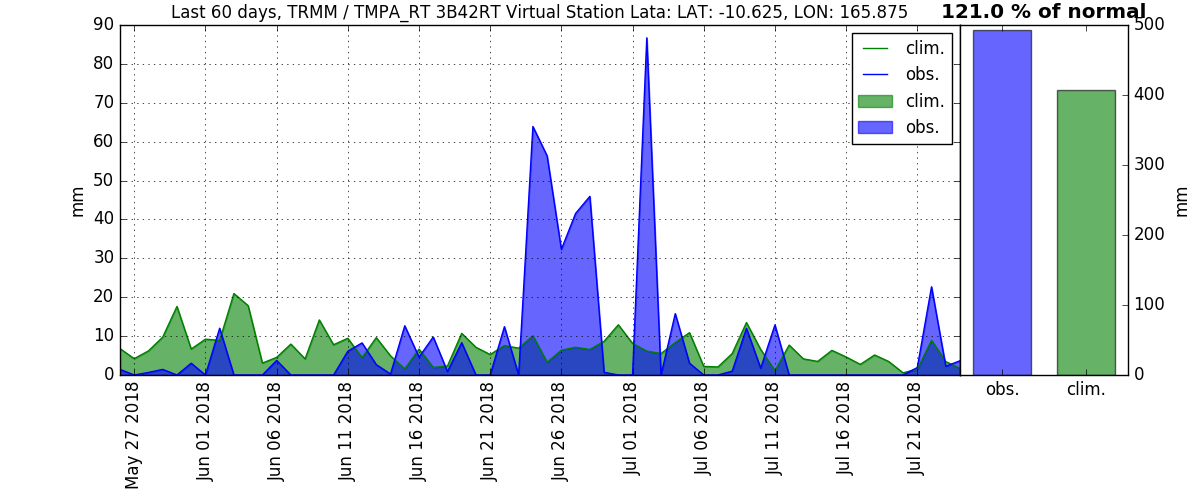 Last 60 days, TRMM / TMPA_RT 3B42RT Virtual Station Lata: LAT: -10.625, LON: 165.875
121.0 % of normal
90
80
70
60
50
40
30
20
10
0
mm
clim.
obs.
clim.
obs.
May 27 2018
Jun 01 2018
Jun 06 2018
Jun 11 2018
Jun 16 2018
Jun 21 2018
Jun 26 2018
Jul 01 2018
Jul 06 2018
Jul 11 2018
Jul 16 2018
Jul 21 2018
500
400
300
200
100
0
mm
obs.
clim.